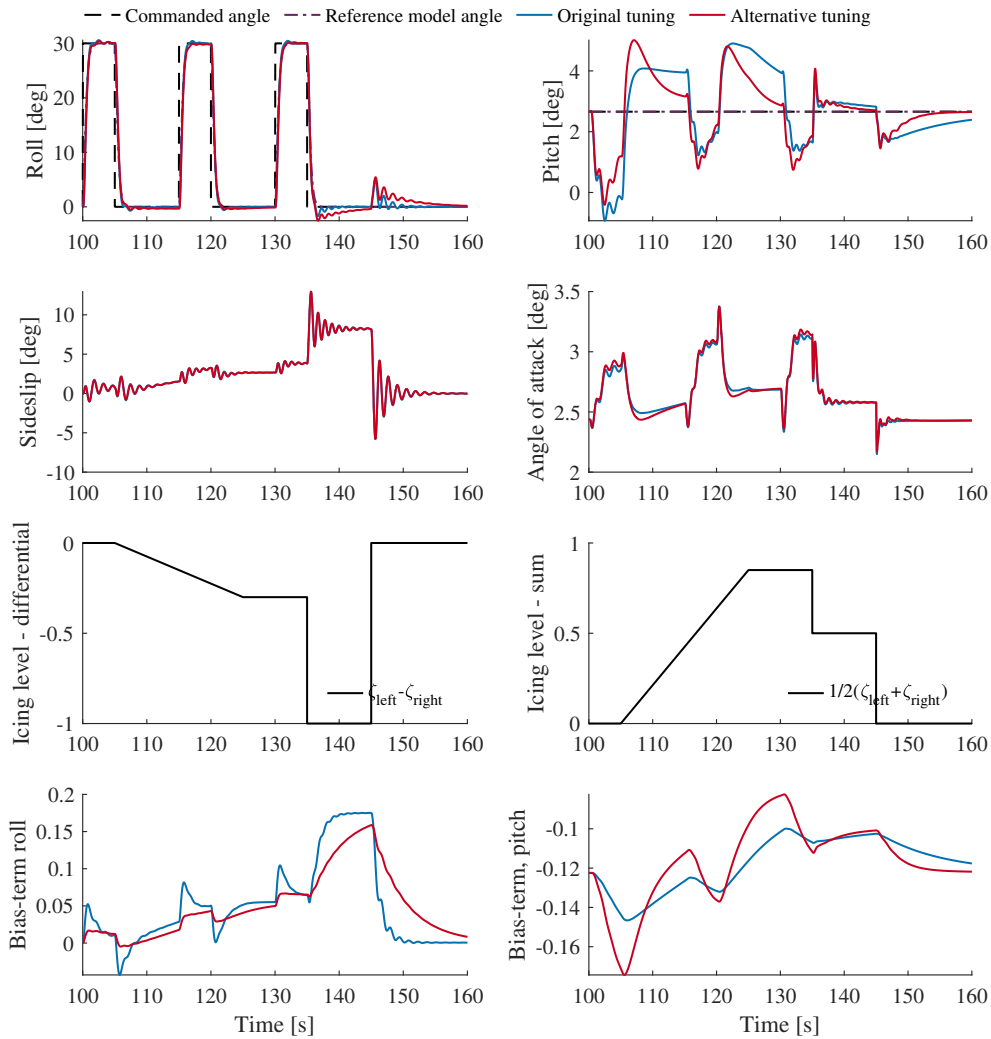 Commanded angle Reference model angle Original tuning Alternative tuning
Roll [deg]
30
20
10
0
100 110 120 130 140 150 160
Pitch [deg]
4
2
0
100 110 120 130 140 150 160
Sideslip [deg]
10
5
0
-5
-10
100 110 120 130 140 150 160
Angle of attack [deg]
3.5
3
2.5
2
100 110 120 130 140 150 160
Icing level - differential
0
-0.5
-1
ζleft-ζright
100 110 120 130 140 150 160
Icing level - sum
1
0.5
0
1/2(ζleft+ζright)
100 110 120 130 140 150 160
Bias-term roll
0.2
0.15
0.1
0.05
0
100 110 120 130 140 150 160
Time [s]
Bias-term, pitch
-0.1
-0.12
-0.14
-0.16
100 110 120 130 140 150 160
Time [s]